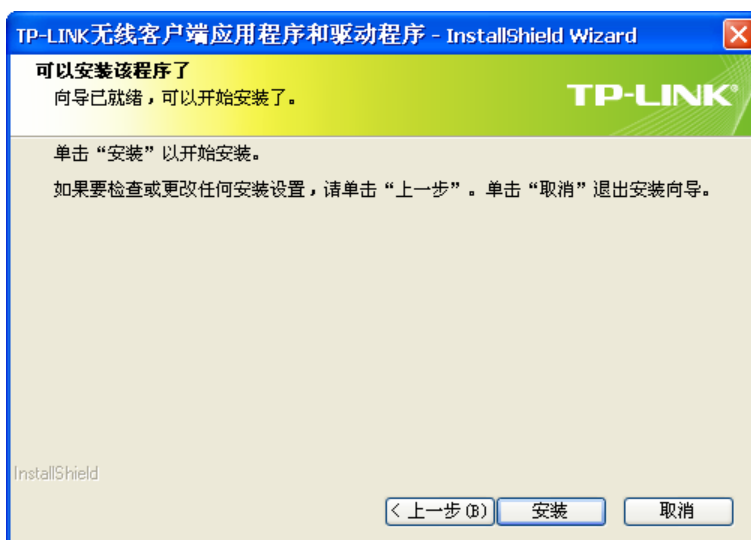 TP-LINK无线客户端应用程序和驱动程序 - InstallShield Wizard
可以安装该程序了
向导已就绪，可以开始安装了。
TP-LINK®
单击“安装”以开始安装。
如果要检查或更改任何安装设置，请单击“上一步”。单击“取消”退出安装向导。
InstallShield
< 上一步(B)
安装
取消